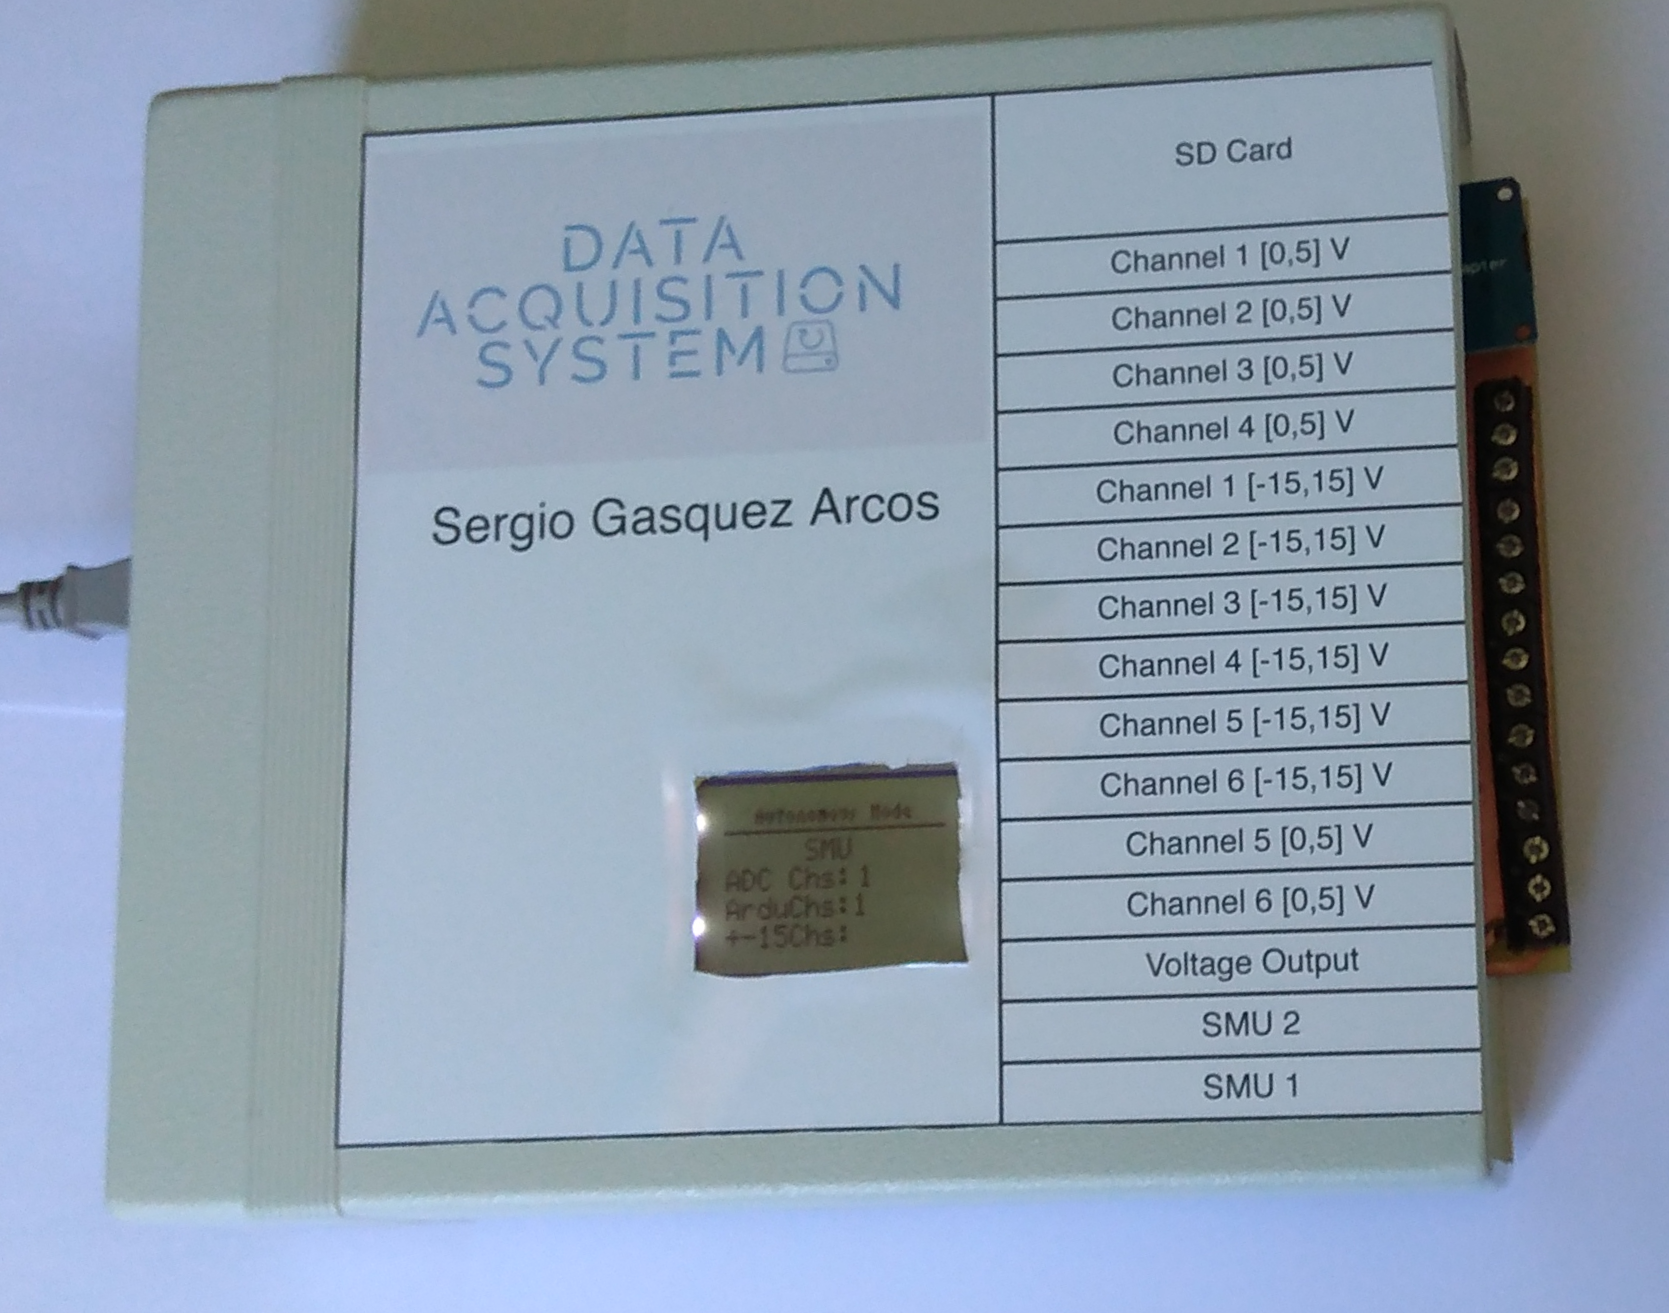 DATA
ACQUISITION
SYSTEM
Sergio Gasquez Arcos
Autonomous Mode
SMU
ADC Chs:1
ArduChs:1
+-15Chs:
SD Card
Channel 1 [0,5] V
Channel 2 [0,5] V
Channel 3 [0,5] V
Channel 4 [0,5] V
Channel 1 [-15,15] V
Channel 2 [-15,15] V
Channel 3 [-15,15] V
Channel 4 [-15,15] V
Channel 5 [-15,15] V
Channel 6 [-15,15] V
Channel 5 [0,5] V
Channel 6 [0,5] V
Voltage Output
SMU 2
SMU 1